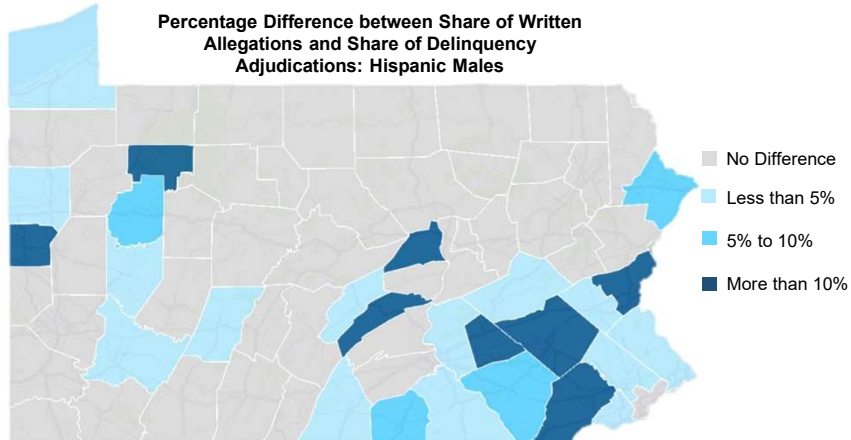 Percentage Difference between Share of Written
Allegations and Share of Delinquency
Adjudications: Hispanic Males
No Difference
Less than 5%
5% to 10%
More than 10%